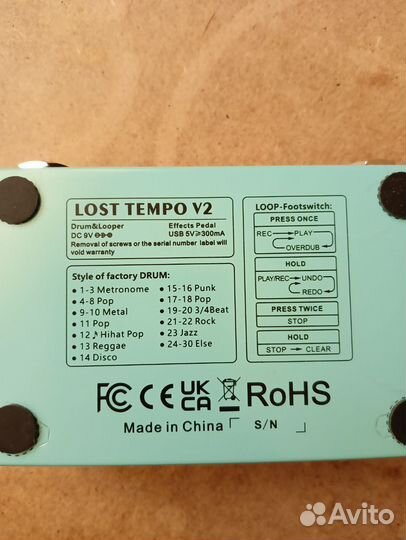 LOST TEMPO V2
Drum&Looper Effects Pedal
DC 9V USB 5V⎓300mA
Removal of screws or the serial number label will
void warranty
Style of factory DRUM:
• 1-3 Metronome
• 4-8 Pop
• 9-10 Metal
• 11 Pop
• 12 ♪ Hihat Pop
• 13 Reggae
• 14 Disco
• 15-16 Punk
• 17-18 Pop
• 19-20 3/4Beat
• 21-22 Rock
• 23 Jazz
• 24-30 Else
LOOP-Footswitch:
PRESS ONCE
REC → PLAY
OVERDUB
HOLD
PLAY/REC → UNDO
REDO
PRESS TWICE
STOP
HOLD
STOP → CLEAR
FC CE UK CA RoHS
Made in China S/N
Avito